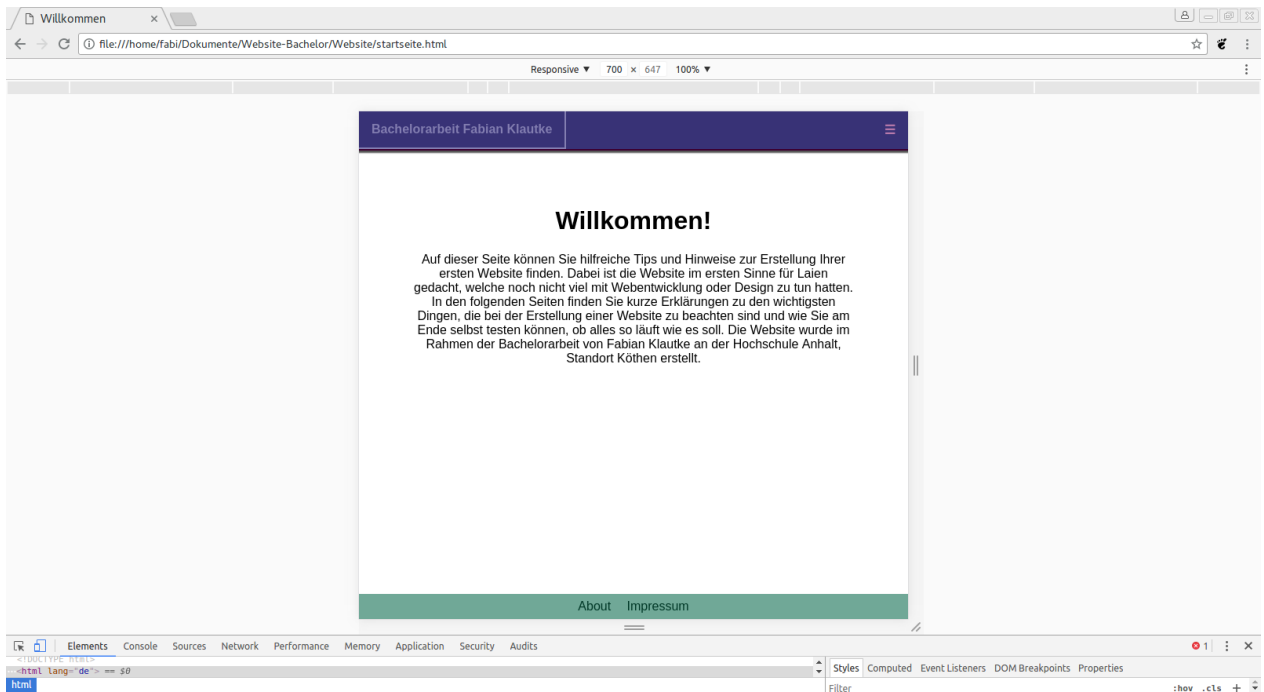 Willkommen
file:///home/fabi/Dokumente/Website-Bachelor/Website/startseite.html
Responsive ▼ 700 × 647 100% ▼
Bachelorarbeit Fabian Klautke
Willkommen!
Auf dieser Seite können Sie hilfreiche Tips und Hinweise zur Erstellung Ihrer
ersten Website finden. Dabei ist die Website im ersten Sinne für Laien
gedacht, welche noch nicht viel mit Webentwicklung oder Design zu tun hatten.
In den folgenden Seiten finden Sie kurze Erklärungen zu den wichtigsten
Dingen, die bei der Erstellung einer Website zu beachten sind und wie Sie am
Ende selbst testen können, ob alles so läuft wie es soll. Die Website wurde im
Rahmen der Bachelorarbeit von Fabian Klautke an der Hochschule Anhalt,
Standort Köthen erstellt.
About Impressum
Elements Console Sources Network Performance Memory Application Security Audits 1
<!DOCTYPE html>
<html lang="de"> == $0
html
Styles Computed Event Listeners DOM Breakpoints Properties
Filter :hov .cls +